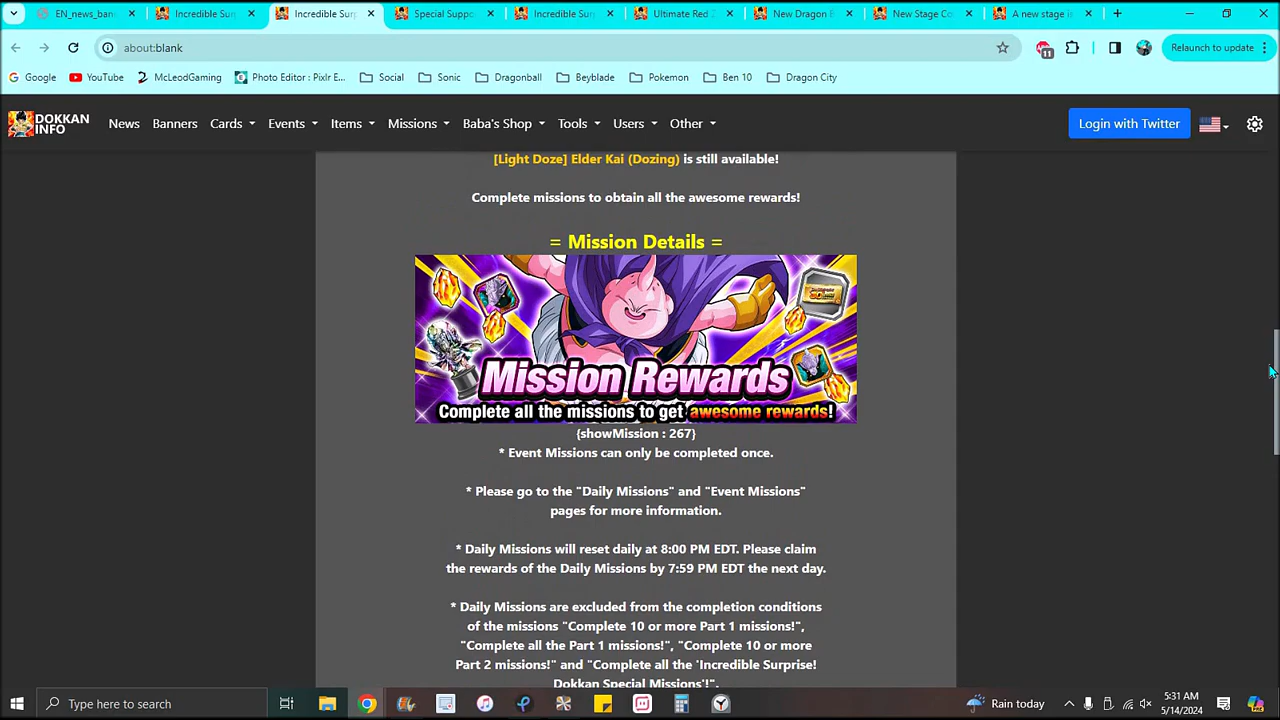 EN_news_ban
Incredible Surp
Incredible Surp
Special Suppo
Incredible Surp
Ultimate Red Z
New Dragon B
New Stage Co
A new stage is
about:blank
11
Relaunch to update
Google
YouTube
McLeodGaming
Photo Editor : Pixlr E...
Social
Sonic
Dragonball
Beyblade
Pokemon
Ben 10
Dragon City
DOKKAN
INFO
News
Banners
Cards
Events
Items
Missions
Baba's Shop
Tools
Users
Other
Login with Twitter
[Light Doze] Elder Kai (Dozing) is still available!
Complete missions to obtain all the awesome rewards!
= Mission Details =
Mission Rewards
Complete all the missions to get awesome rewards!
{showMission : 267}
* Event Missions can only be completed once.
* Please go to the "Daily Missions" and "Event Missions"
pages for more information.
* Daily Missions will reset daily at 8:00 PM EDT. Please claim
the rewards of the Daily Missions by 7:59 PM EDT the next day.
* Daily Missions are excluded from the completion conditions
of the missions "Complete 10 or more Part 1 missions!",
"Complete all the Part 1 missions!", "Complete 10 or more
Part 2 missions!" and "Complete all the 'Incredible Surprise!
Dokkan Special Missions'!".
Type here to search
Rain today
5:31 AM
5/14/2024